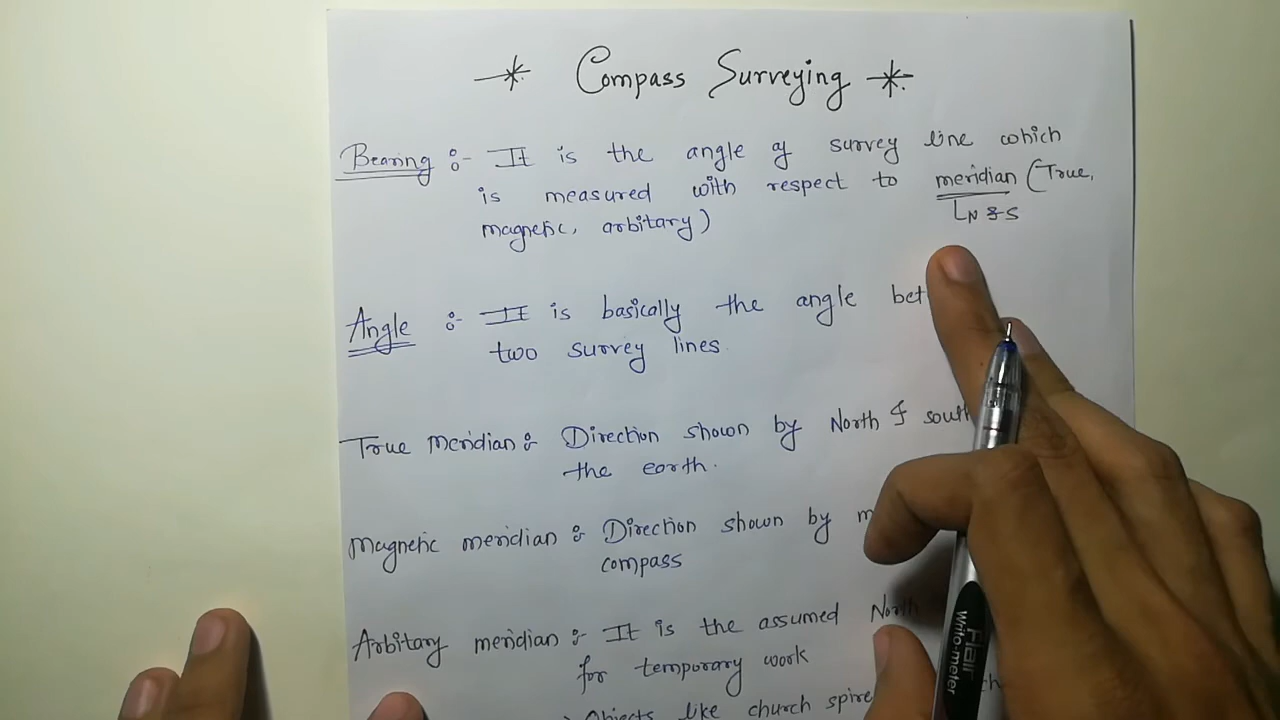 Compass Surveying
Bearing :- It is the angle of survey line which
is measured with respect to meridian (True,
magnetic, arbitary)
N & S
Angle :- It is basically the angle bet
two survey lines.
True Meridian :- Direction shown by North & south
the earth.
Magnetic meridian :- Direction shown by m
compass
Arbitary meridian :- It is the assumed North
for temporary work
Objects like church spire
Flair
Writo-meter